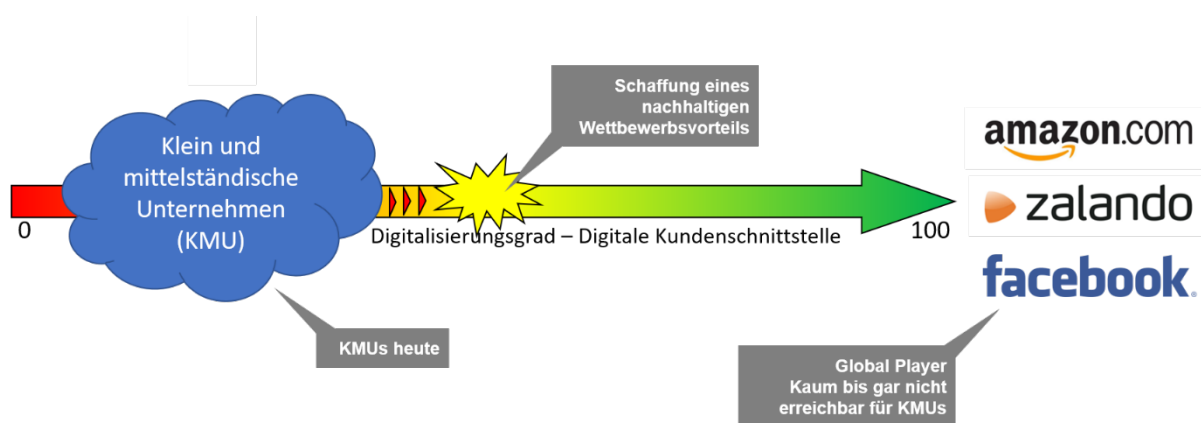 Schaffung eines
nachhaltigen
Wettbewerbsvorteils
Klein und
mittelständische
Unternehmen
(KMU)
0
Digitalisierungsgrad – Digitale Kundenschnittstelle
100
amazon.com
zalando
facebook.
KMUs heute
Global Player
Kaum bis gar nicht
erreichbar für KMUs